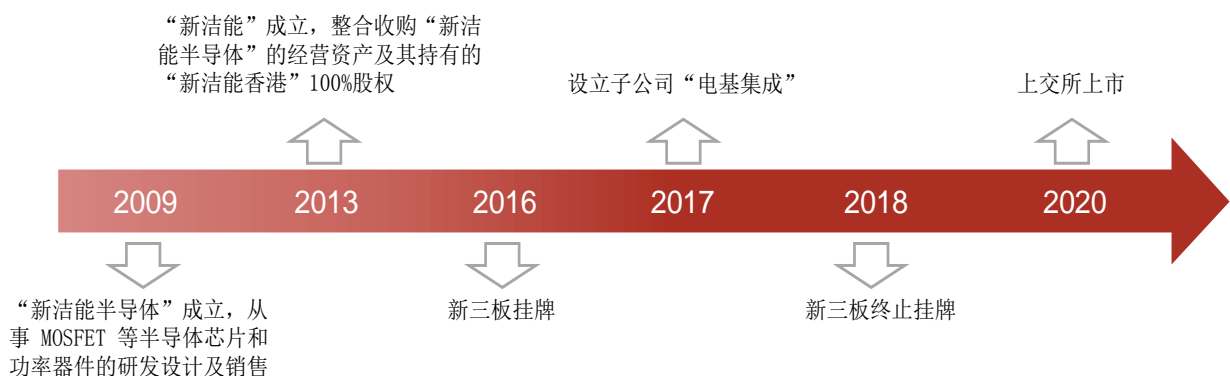 “新洁能”成立，整合收购“新洁
能半导体”的经营资产及其持有的
“新洁能香港”100%股权
设立子公司“电基集成”
上交所上市
2009
2013
2016
2017
2018
2020
“新洁能半导体”成立，从
事 MOSFET 等半导体芯片和
功率器件的研发设计及销售
新三板挂牌
新三板终止挂牌